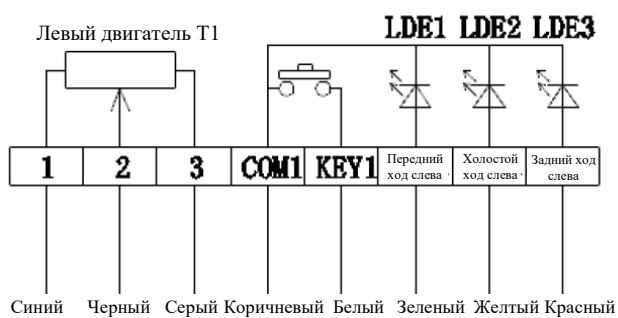 LDE1 LDE2 LDE3
Левый двигатель T1
1 2 3 COM1 KEY1
Передний ход слева
Холостой ход слева
Задний ход слева
Синий Черный Серый Коричневый Белый Зеленый Желтый Красный